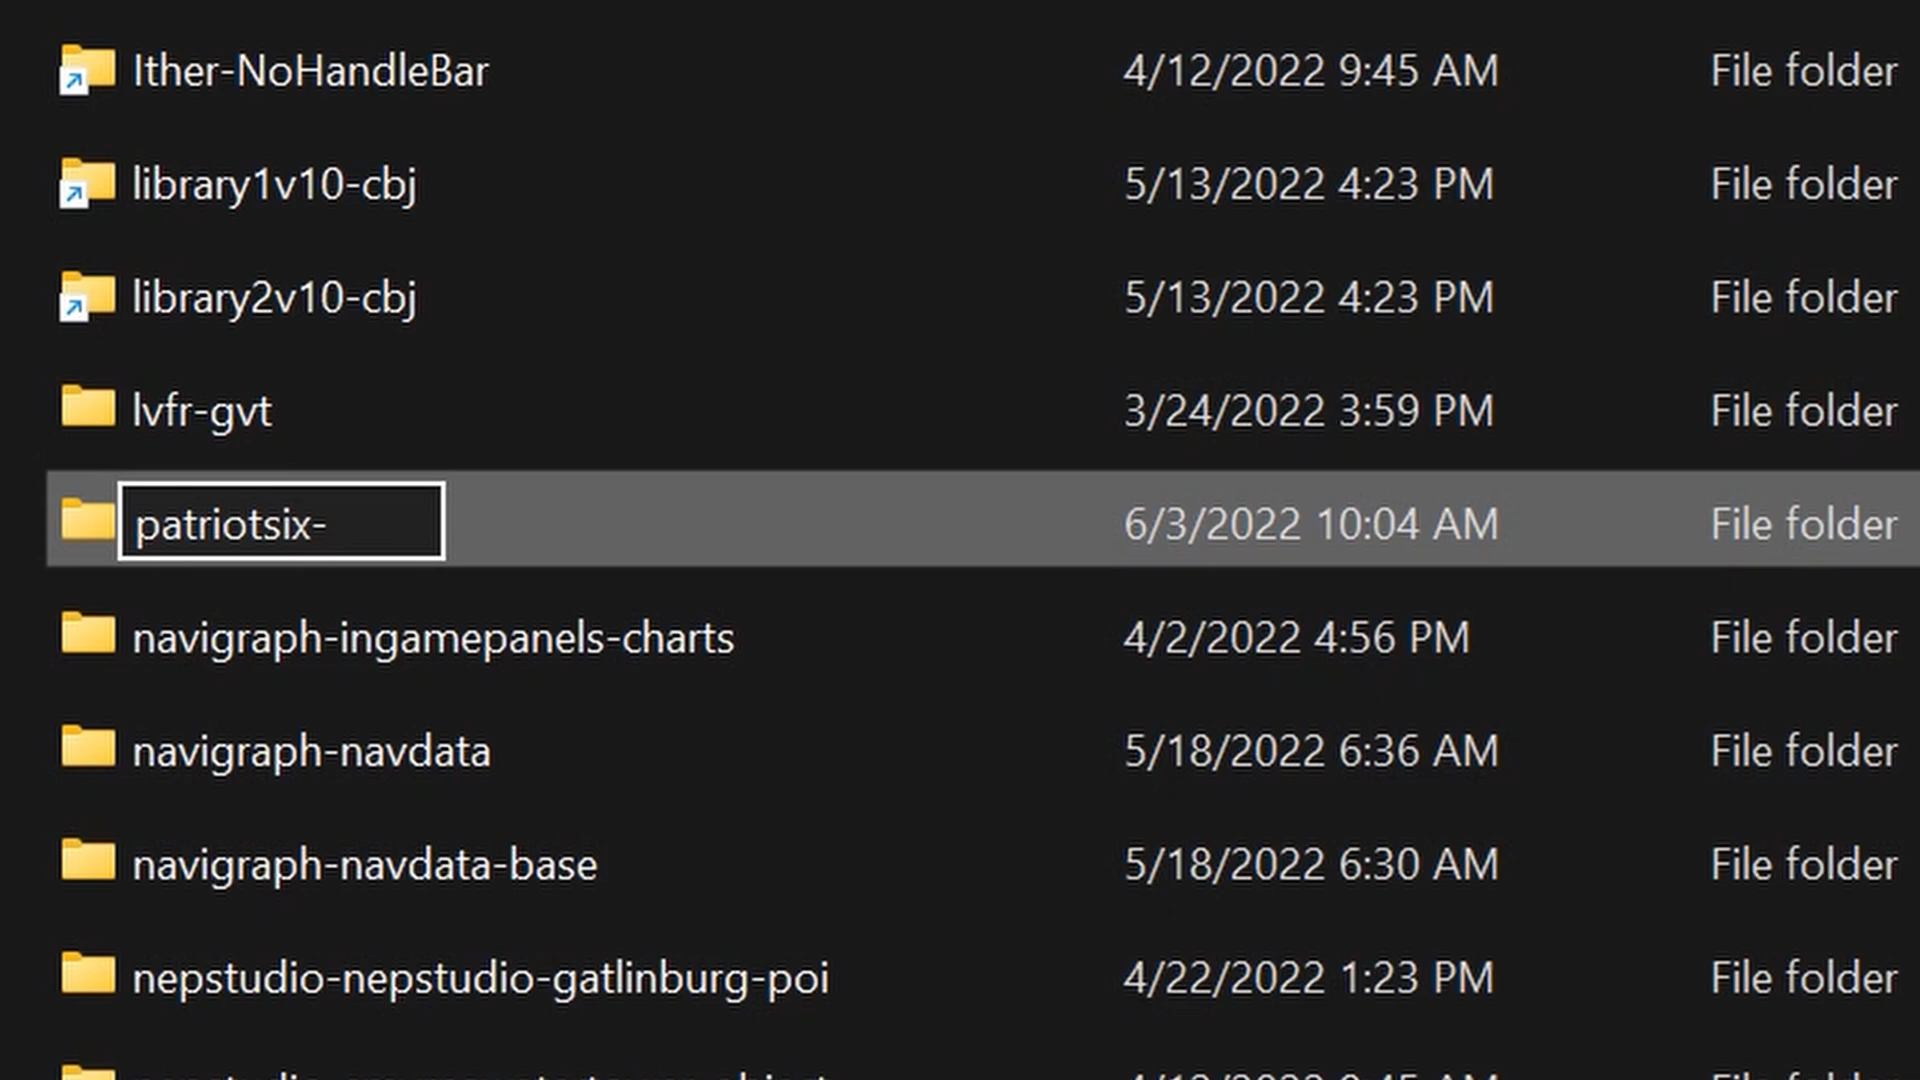 lther-NoHandleBar 4/12/2022 9:45 AM File folder
library1v10-cbj 5/13/2022 4:23 PM File folder
library2v10-cbj 5/13/2022 4:23 PM File folder
lvfr-gvt 3/24/2022 3:59 PM File folder
patriotsix- 6/3/2022 10:04 AM File folder
navigraph-ingamepanels-charts 4/2/2022 4:56 PM File folder
navigraph-navdata 5/18/2022 6:36 AM File folder
navigraph-navdata-base 5/18/2022 6:30 AM File folder
nepstudio-nepstudio-gatlinburg-poi 4/22/2022 1:23 PM File folder